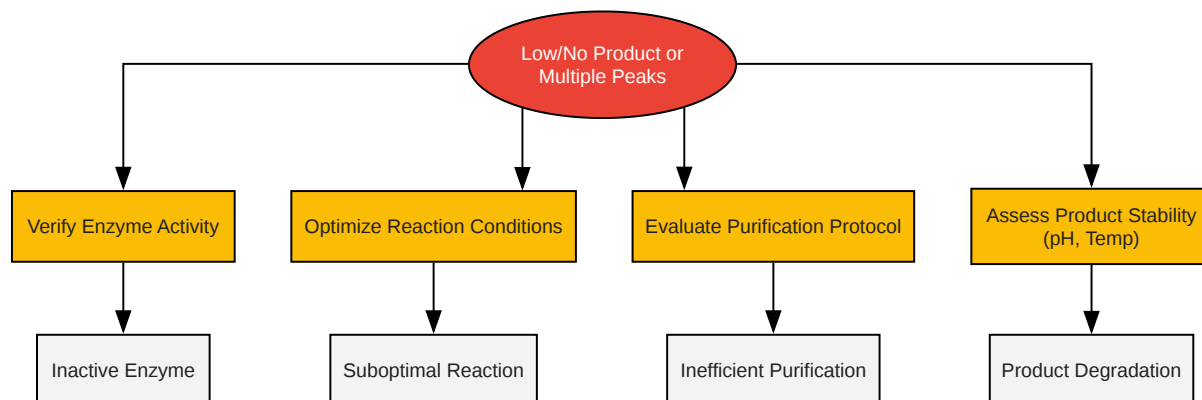 Low/No Product or
Multiple Peaks
Verify Enzyme Activity
Optimize Reaction Conditions
Evaluate Purification Protocol
Assess Product Stability
(pH, Temp)
Inactive Enzyme
Suboptimal Reaction
Inefficient Purification
Product Degradation